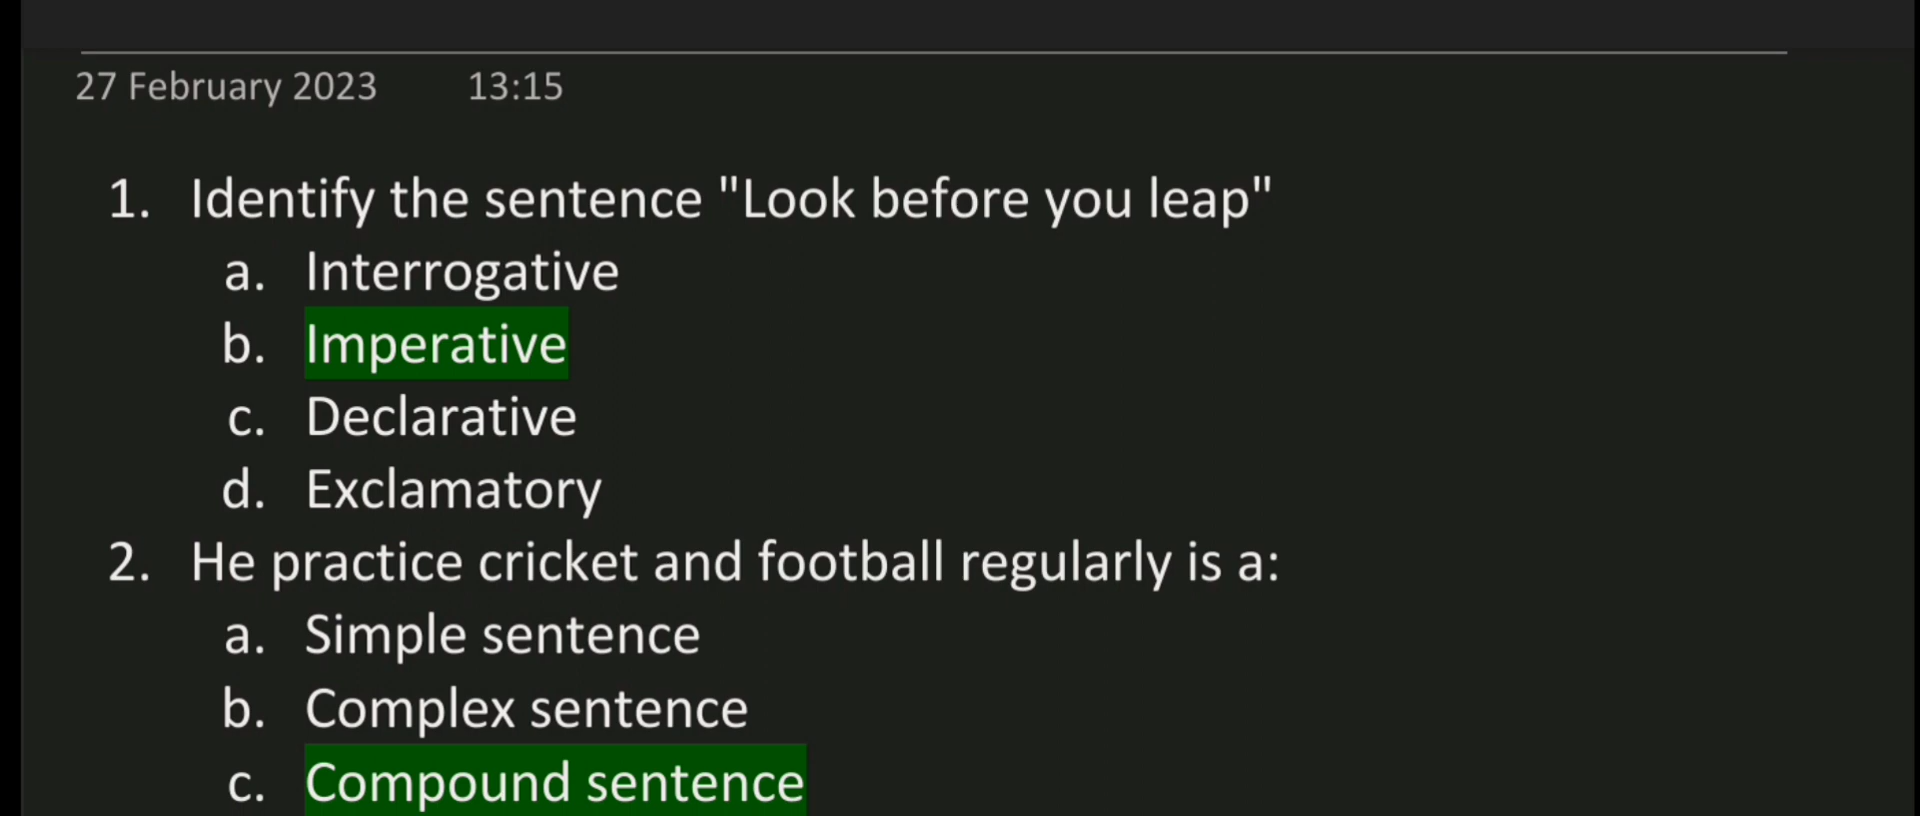 27 February 2023 13:15
1. Identify the sentence "Look before you leap"
a. Interrogative
b. Imperative
c. Declarative
d. Exclamatory
2. He practice cricket and football regularly is a:
a. Simple sentence
b. Complex sentence
c. Compound sentence